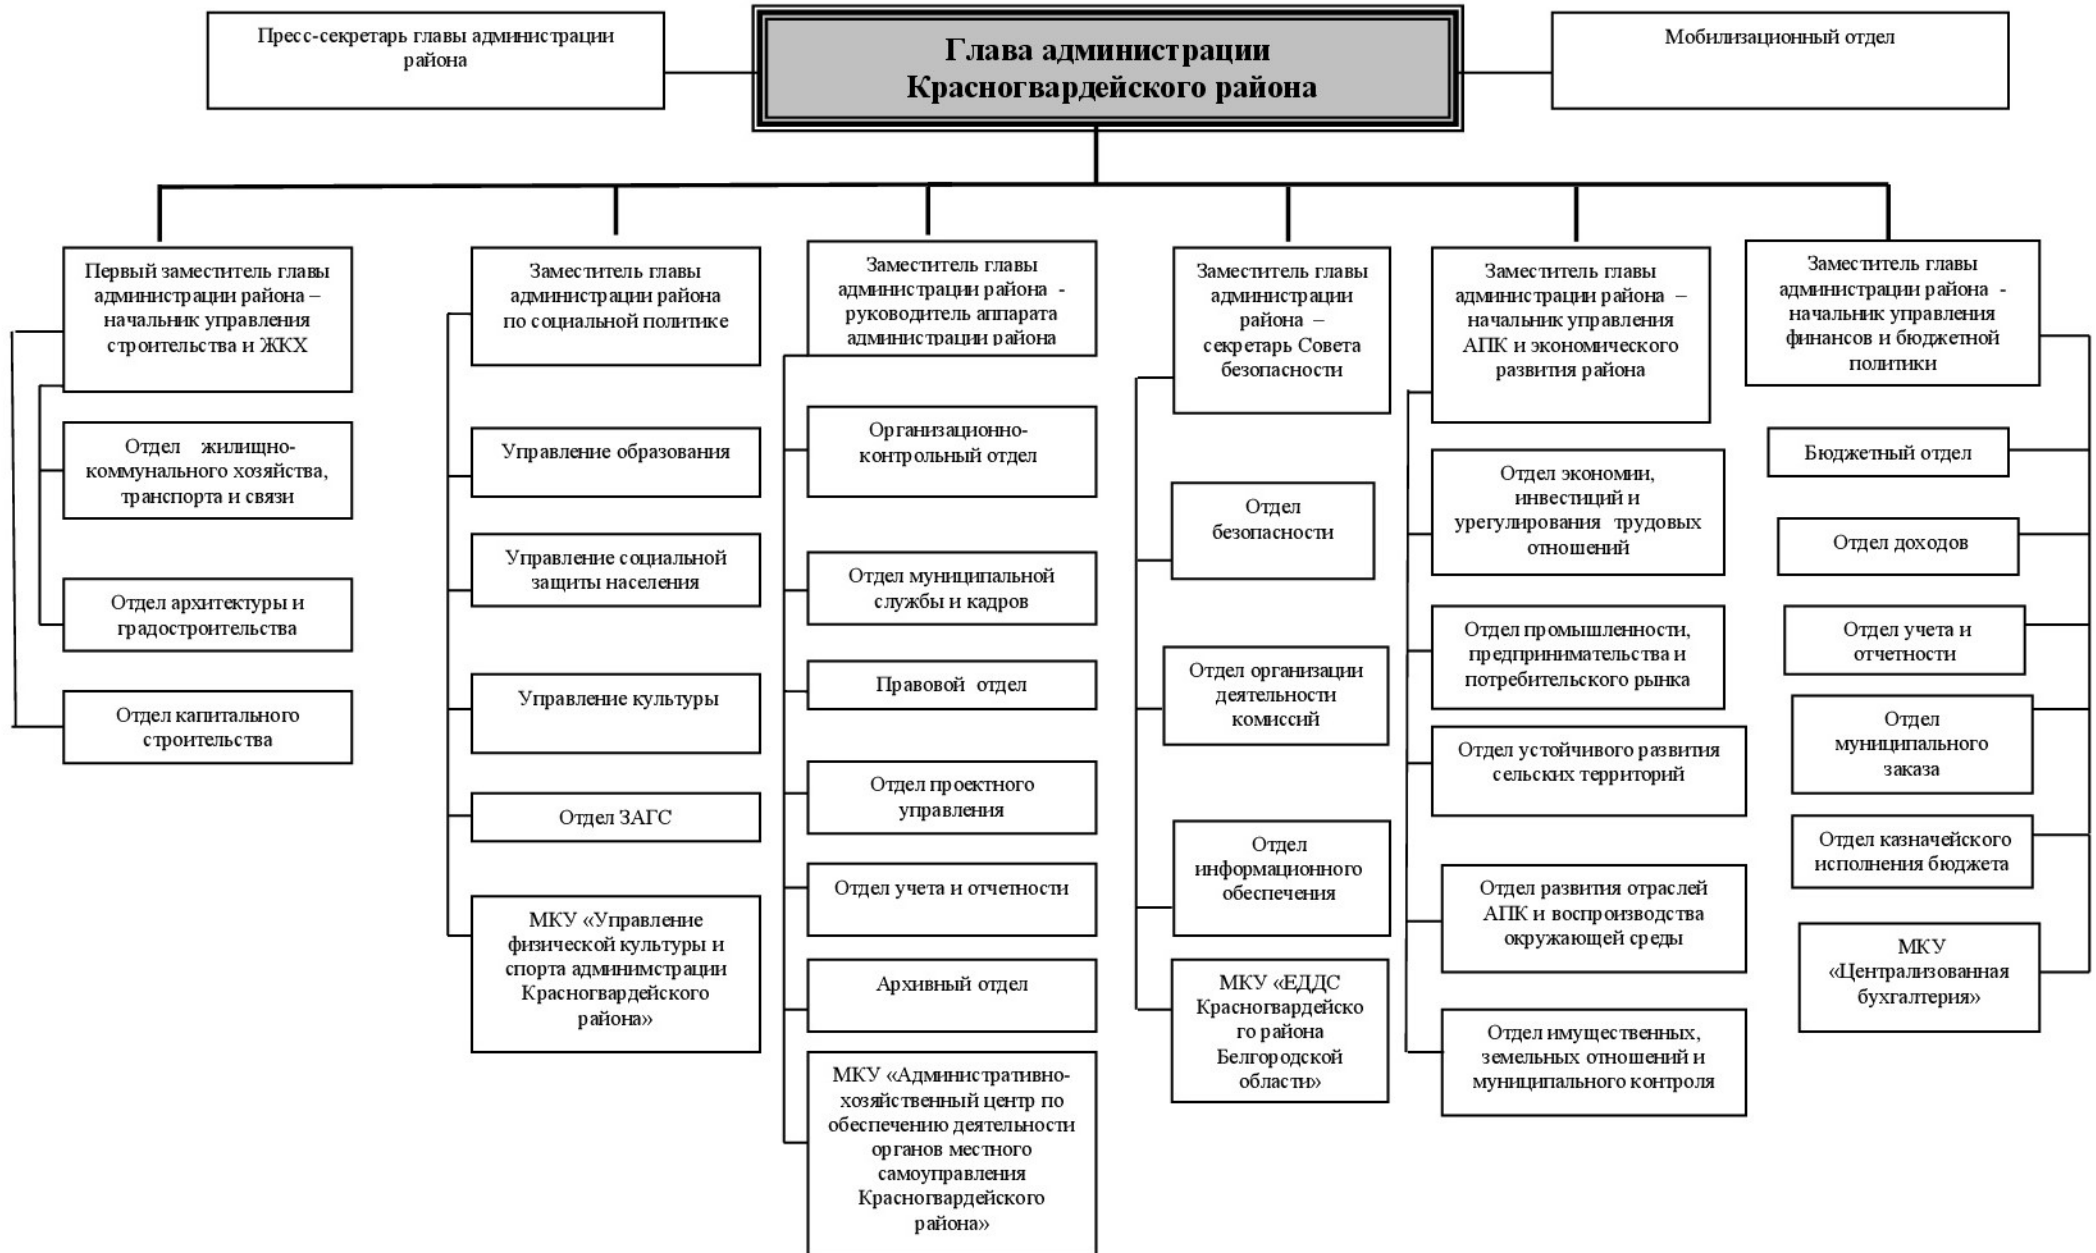 Пресс-секретарь главы администрации
района
Глава администрации
Красногвардейского района
Мобилизационный отдел
Первый заместитель главы
администрации района –
начальник управления
строительства и ЖКХ
Отдел жилищно-
коммунального хозяйства,
транспорта и связи
Отдел архитектуры и
градостроительства
Отдел капитального
строительства
Заместитель главы
администрации района
по социальной политике
Управление образования
Управление социальной
защиты населения
Управление культуры
Отдел ЗАГС
МКУ «Управление
физической культуры и
спорта админимстрации
Красногвардейского
района»
Заместитель главы
администрации района -
руководитель аппарата
администрации района
Организационно-
контрольный отдел
Отдел муниципальной
службы и кадров
Правовой отдел
Отдел проектного
управления
Отдел учета и отчетности
Архивный отдел
МКУ «Административно-
хозяйственный центр по
обеспечению деятельности
органов местного
самоуправления
Красногвардейского
района»
Заместитель главы
администрации
района –
секретарь Совета
безопасности
Отдел
безопасности
Отдел организации
деятельности
комиссий
Отдел
информационного
обеспечения
МКУ «ЕДДС
Красногвардейско
го района
Белгородской
области»
Заместитель главы
администрации района –
начальник управления
АПК и экономического
развития района
Отдел экономии,
инвестиций и
урегулирования трудовых
отношений
Отдел промышленности,
предпринимательства и
потребительского рынка
Отдел устойчивого развития
сельских территорий
Отдел развития отраслей
АПК и воспроизводства
окружающей среды
Отдел имущественных,
земельных отношений и
муниципального контроля
Заместитель главы
администрации района -
начальник управления
финансов и бюджетной
политики
Бюджетный отдел
Отдел доходов
Отдел учета и
отчетности
Отдел
муниципального
заказа
Отдел казначейского
исполнения бюджета
МКУ
«Централизованная
бухгалтерия»